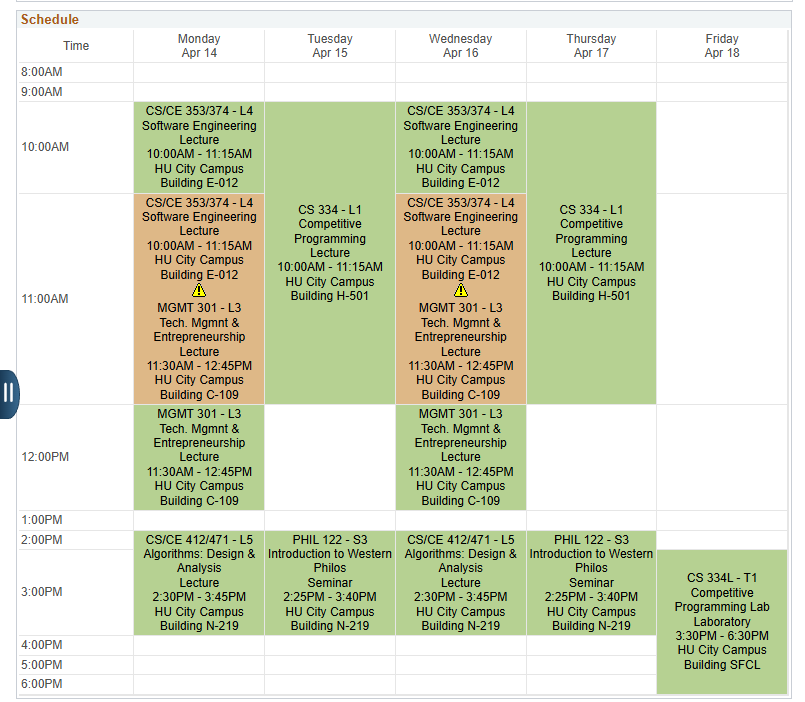 Schedule
Time
Monday
Apr 14
Tuesday
Apr 15
Wednesday
Apr 16
Thursday
Apr 17
Friday
Apr 18
8:00AM
9:00AM
10:00AM
CS/CE 353/374 - L4
Software Engineering
Lecture
10:00AM - 11:15AM
HU City Campus
Building E-012
CS 334 - L1
Competitive
Programming
Lecture
10:00AM - 11:15AM
HU City Campus
Building H-501
CS/CE 353/374 - L4
Software Engineering
Lecture
10:00AM - 11:15AM
HU City Campus
Building E-012
CS 334 - L1
Competitive
Programming
Lecture
10:00AM - 11:15AM
HU City Campus
Building H-501
11:00AM
CS/CE 353/374 - L4
Software Engineering
Lecture
10:00AM - 11:15AM
HU City Campus
Building E-012
MGMT 301 - L3
Tech. Mgmnt &
Entrepreneurship
Lecture
11:30AM - 12:45PM
HU City Campus
Building C-109
CS/CE 353/374 - L4
Software Engineering
Lecture
10:00AM - 11:15AM
HU City Campus
Building E-012
MGMT 301 - L3
Tech. Mgmnt &
Entrepreneurship
Lecture
11:30AM - 12:45PM
HU City Campus
Building C-109
12:00PM
MGMT 301 - L3
Tech. Mgmnt &
Entrepreneurship
Lecture
11:30AM - 12:45PM
HU City Campus
Building C-109
MGMT 301 - L3
Tech. Mgmnt &
Entrepreneurship
Lecture
11:30AM - 12:45PM
HU City Campus
Building C-109
1:00PM
2:00PM
CS/CE 412/471 - L5
Algorithms: Design &
Analysis
Lecture
2:30PM - 3:45PM
HU City Campus
Building N-219
PHIL 122 - S3
Introduction to Western
Philos
Seminar
2:25PM - 3:40PM
HU City Campus
Building N-219
CS/CE 412/471 - L5
Algorithms: Design &
Analysis
Lecture
2:30PM - 3:45PM
HU City Campus
Building N-219
PHIL 122 - S3
Introduction to Western
Philos
Seminar
2:25PM - 3:40PM
HU City Campus
Building N-219
3:00PM
CS 334L - T1
Competitive
Programming Lab
Laboratory
3:30PM - 6:30PM
HU City Campus
Building SFCL
4:00PM
5:00PM
6:00PM